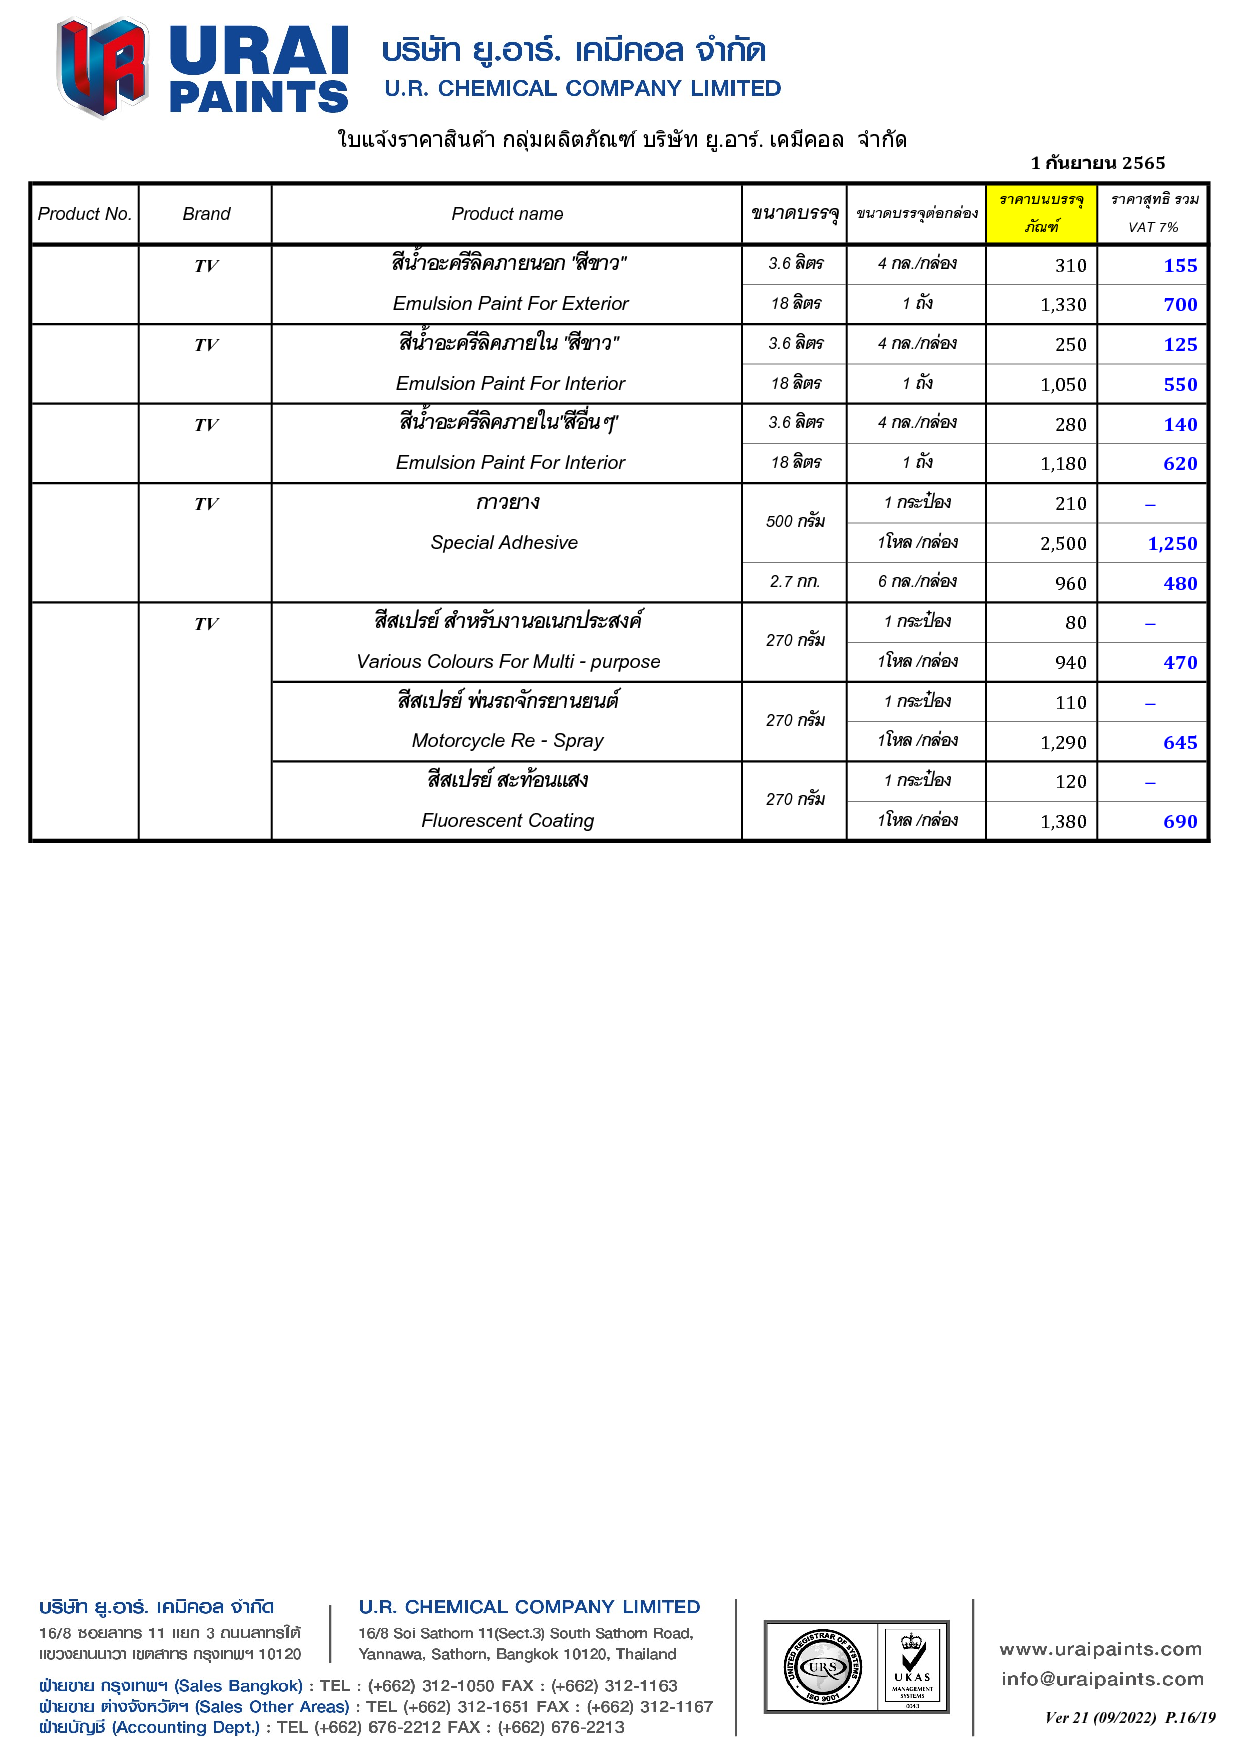 URAI
PAINTS
บริษัท ยู.อาร์. เคมีคอล จำกัด
U.R. CHEMICAL COMPANY LIMITED
ใบแจ้งราคาสินค้า กลุ่มผลิตภัณฑ์ บริษัท ยู.อาร์. เคมีคอล จำกัด
1 กันยายน 2565
Product No. Brand Product name ขนาดบรรจุ ขนาดบรรจุต่อกล่อง ราคาบนบรรจุภัณฑ์ ราคาสุทธิ รวม VAT 7%
TV สีน้ำอะครีลิคภายนอก "สีขาว" 3.6 ลิตร 4 กล./กล่อง 310 155
Emulsion Paint For Exterior 18 ลิตร 1 ถัง 1,330 700
TV สีน้ำอะครีลิคภายใน "สีขาว" 3.6 ลิตร 4 กล./กล่อง 250 125
Emulsion Paint For Interior 18 ลิตร 1 ถัง 1,050 550
TV สีน้ำอะครีลิคภายใน"สีอื่นๆ" 3.6 ลิตร 4 กล./กล่อง 280 140
Emulsion Paint For Interior 18 ลิตร 1 ถัง 1,180 620
TV กาวยาง 500 กรัม 1 กระป๋อง 210 –
Special Adhesive 1โหล /กล่อง 2,500 1,250
2.7 กก. 6 กล./กล่อง 960 480
TV สีสเปรย์ สำหรับงานอเนกประสงค์ 270 กรัม 1 กระป๋อง 80 –
Various Colours For Multi - purpose 1โหล /กล่อง 940 470
สีสเปรย์ พ่นรถจักรยานยนต์ 270 กรัม 1 กระป๋อง 110 –
Motorcycle Re - Spray 1โหล /กล่อง 1,290 645
สีสเปรย์ สะท้อนแสง 270 กรัม 1 กระป๋อง 120 –
Fluorescent Coating 1โหล /กล่อง 1,380 690
บริษัท ยู.อาร์. เคมีคอล จำกัด
16/8 ซอยสาทร 11 แยก 3 ถนนสาทรใต้
แขวงยานนาวา เขตสาทร กรุงเทพฯ 10120
U.R. CHEMICAL COMPANY LIMITED
16/8 Soi Sathorn 11(Sect.3) South Sathorn Road,
Yannawa, Sathorn, Bangkok 10120, Thailand
ฝ่ายขาย กรุงเทพฯ (Sales Bangkok) : TEL : (+662) 312-1050 FAX : (+662) 312-1163
ฝ่ายขาย ต่างจังหวัดฯ (Sales Other Areas) : TEL (+662) 312-1651 FAX : (+662) 312-1167
ฝ่ายบัญชี (Accounting Dept.) : TEL (+662) 676-2212 FAX : (+662) 676-2213
UNITED REGISTRAR OF SYSTEMS
URS
ISO 9001
UKAS
MANAGEMENT
SYSTEMS
0043
www.uraipaints.com
info@uraipaints.com
Ver 21 (09/2022) P.16/19